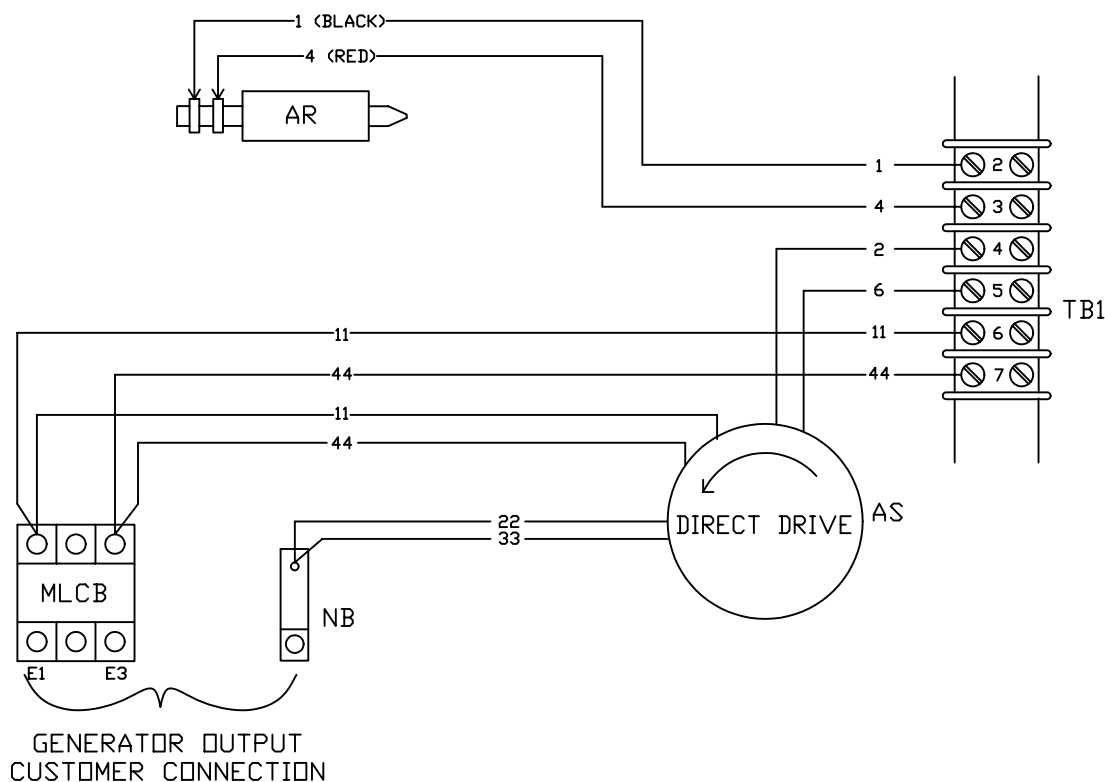 1 (BLACK)
4 (RED)
AR
1
2
4
3
2
4
6
5
TB1
11
11
6
44
44
7
11
44
22
33
DIRECT DRIVE
AS
MLCB
NB
E1
E3
GENERATOR OUTPUT
CUSTOMER CONNECTION